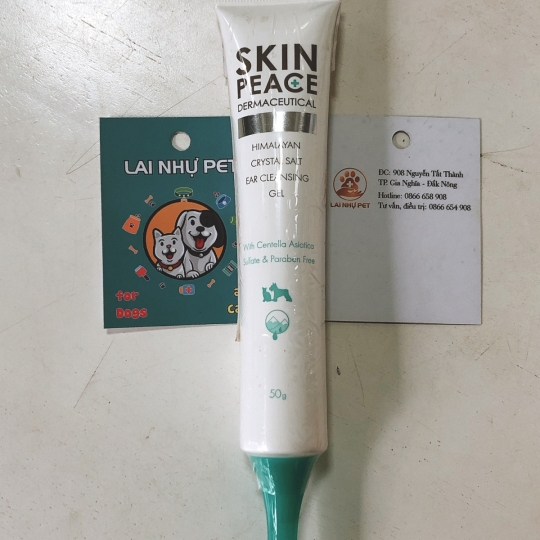 SKIN
PEACE
DERMACEUTICAL
HIMALAYAN
CRYSTAL SALT
EAR CLEANSING
GEL
With Centella Asiatica
Sulfate & Parabun Free
50g
LAI NHỰ PET
for
Dogs
LAI NHỰ PET
ĐC: 908 Nguyễn Tất Thành
TP. Gia Nghĩa - Đắk Nông
Hotline: 0866 658 908
Tư vấn, điều trị: 0866 654 908